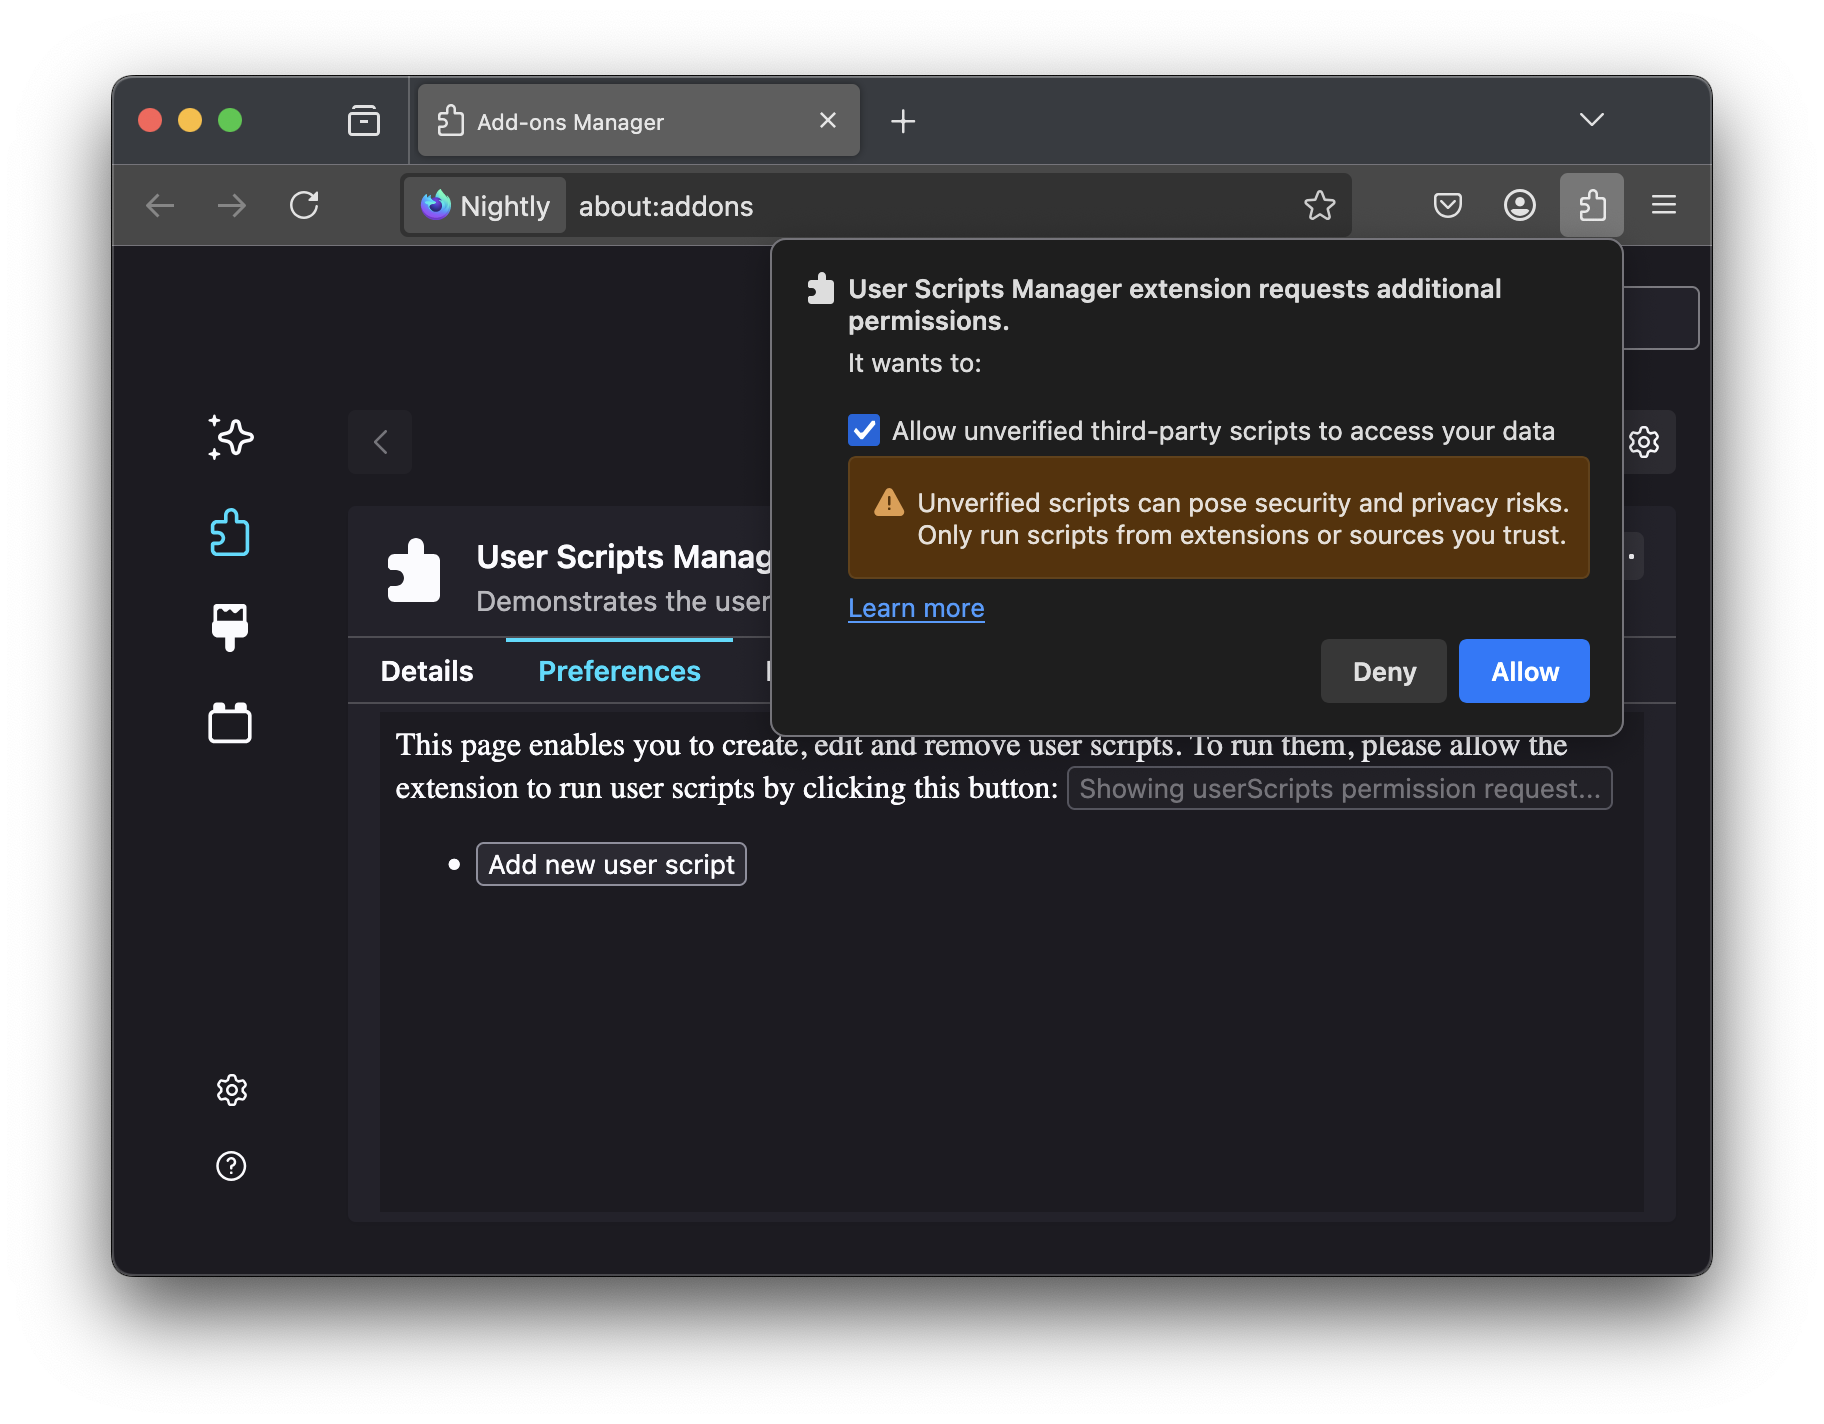 Add-ons Manager
Nightly
about:addons
User Scripts Manager extension requests additional
permissions.
It wants to:
Allow unverified third-party scripts to access your data
Unverified scripts can pose security and privacy risks.
Only run scripts from extensions or sources you trust.
Learn more
Deny
Allow
User Scripts Manag
Demonstrates the user
Details
Preferences
This page enables you to create, edit and remove user scripts. To run them, please allow the
extension to run user scripts by clicking this button: Showing userScripts permission request...
Add new user script